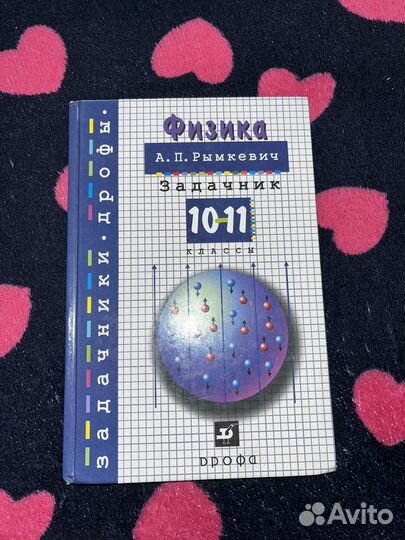 задачники·дрофы·
Физика
А.П.Рымкевич
Задачник
10-11
классы
Дрофа
Avito